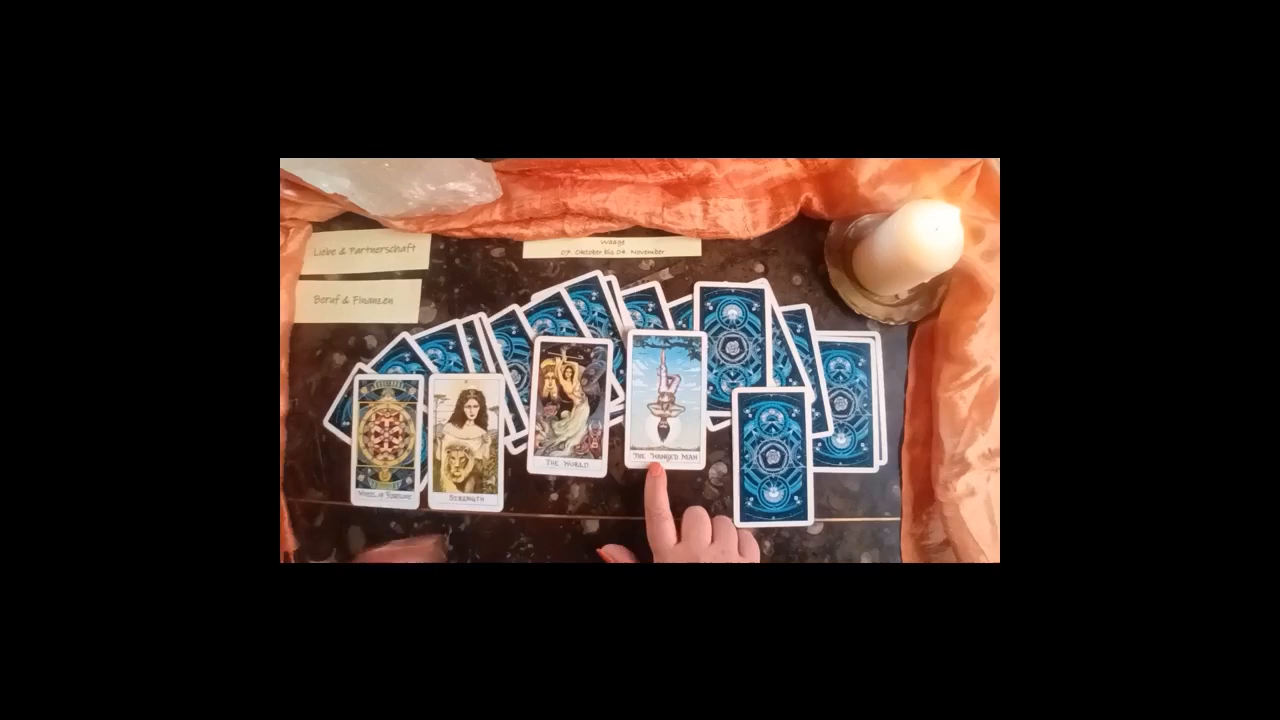 Liebe & Partnerschaft
Beruf & Finanzen
Waage
07. Oktober bis 04. November
Wheel of Fortune
Strength
The World
The Hanged Man